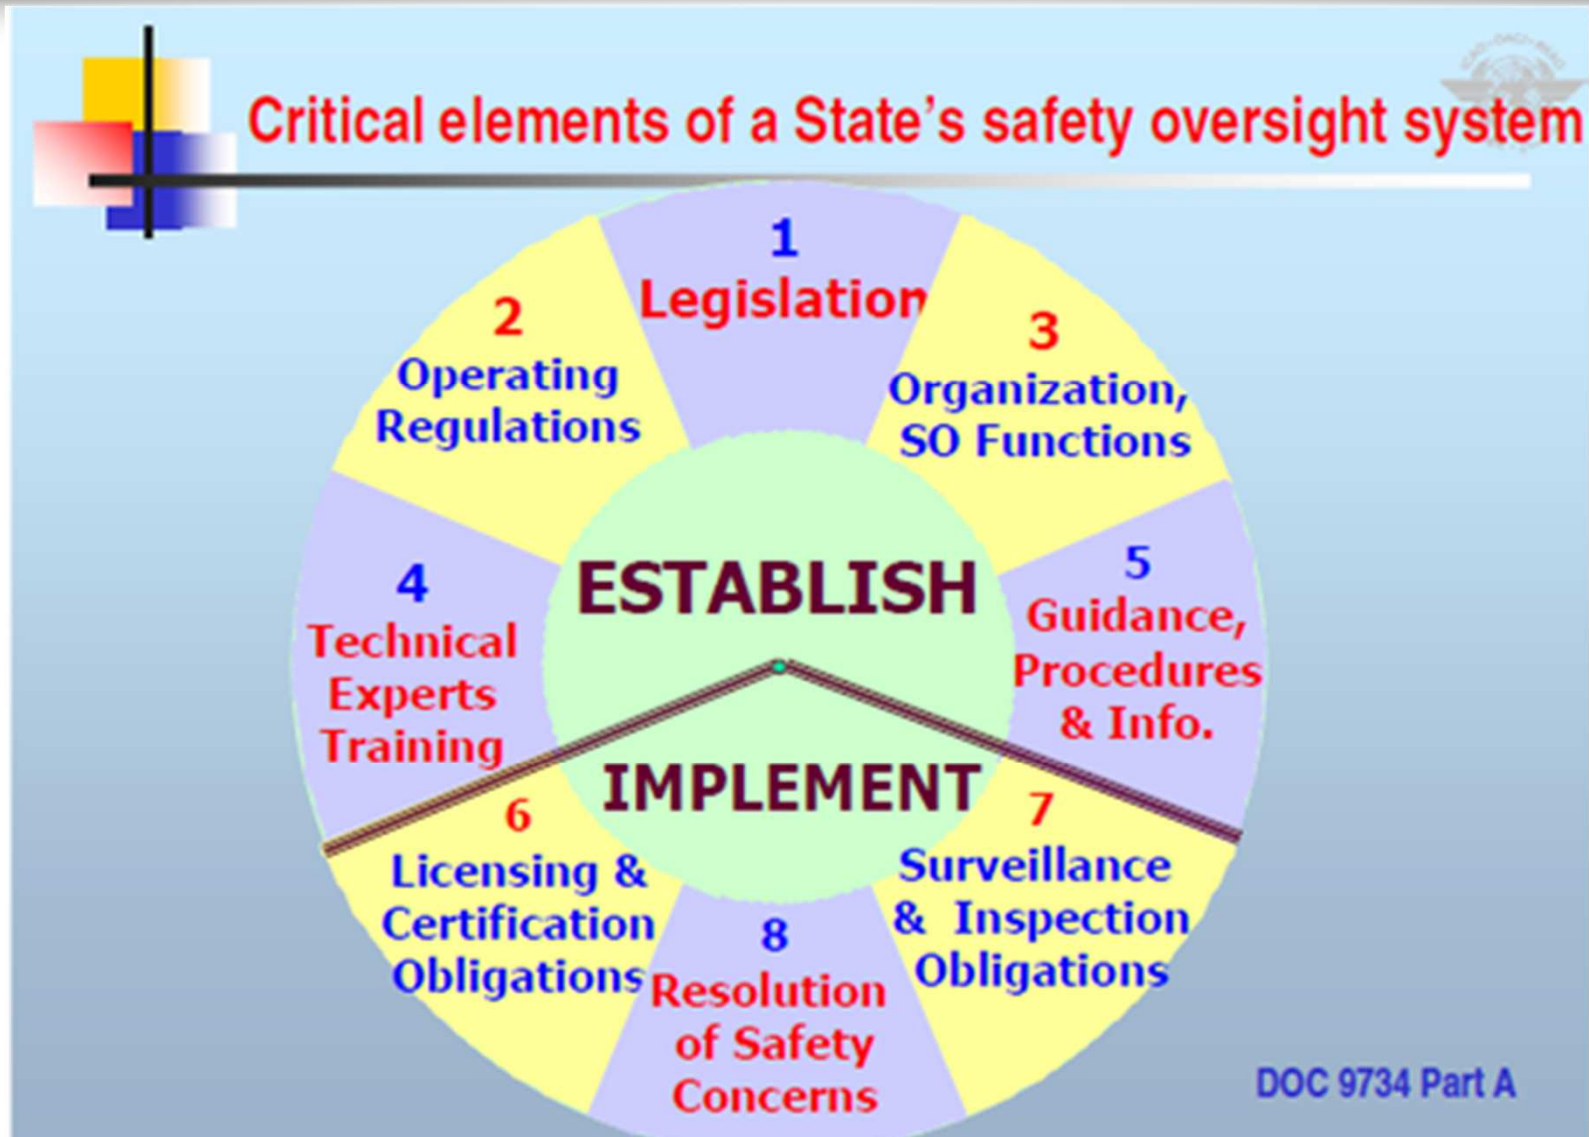 Critical elements of a State's safety oversight system
1
Legislation
2
Operating
Regulations
3
Organization,
SO Functions
4
Technical
Experts
Training
5
Guidance,
Procedures
& Info.
ESTABLISH
IMPLEMENT
6
Licensing &
Certification
Obligations
7
Surveillance
& Inspection
Obligations
8
Resolution
of Safety
Concerns
DOC 9734 Part A